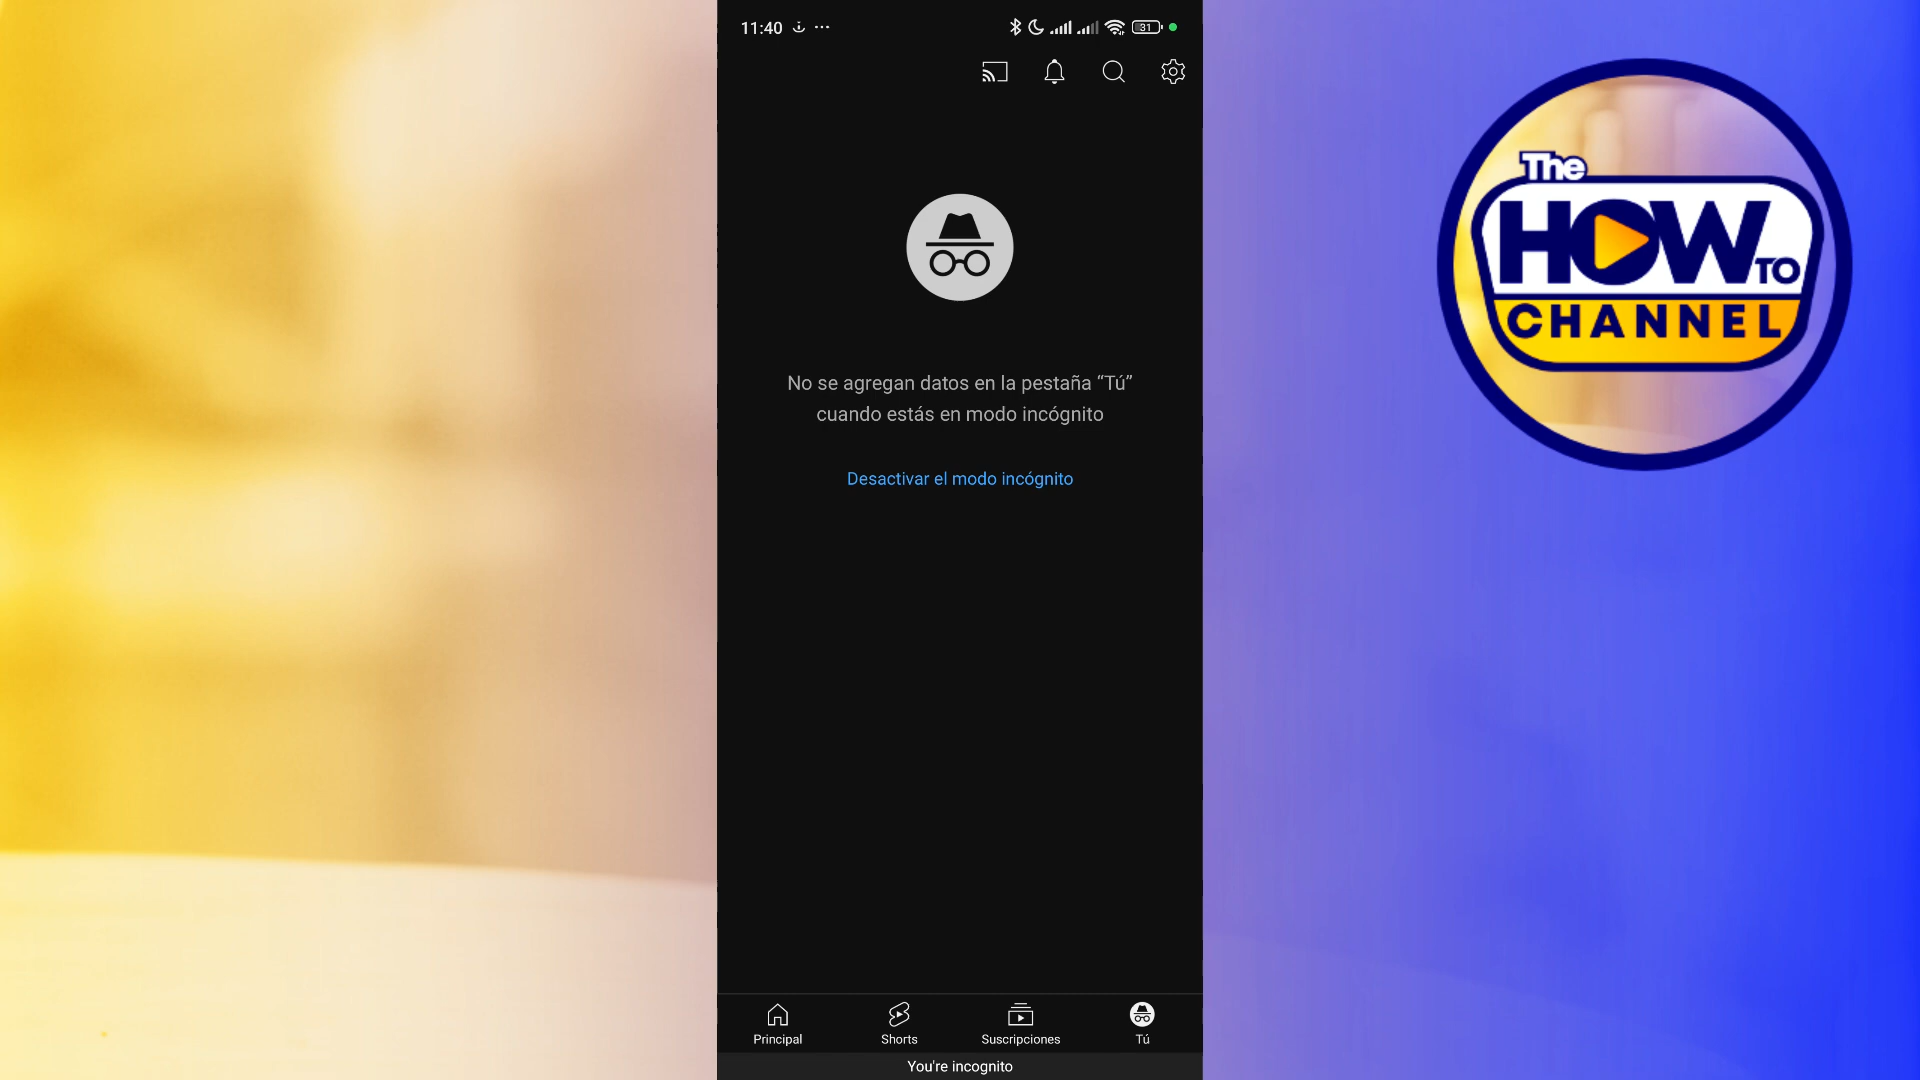 11:40
31
The
HOW TO
CHANNEL
No se agregan datos en la pestaña “Tú”
cuando estás en modo incógnito
Desactivar el modo incógnito
Principal
Shorts
Suscripciones
Tú
You're incognito